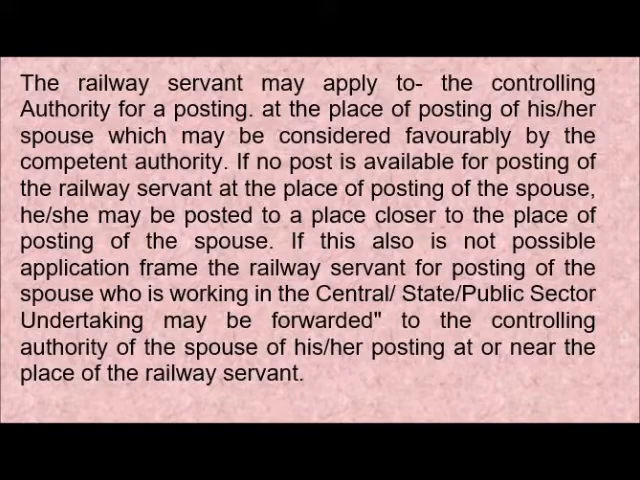 The railway servant may apply to- the controlling
Authority for a posting. at the place of posting of his/her
spouse which may be considered favourably by the
competent authority. If no post is available for posting of
the railway servant at the place of posting of the spouse,
he/she may be posted to a place closer to the place of
posting of the spouse. If this also is not possible
application frame the railway servant for posting of the
spouse who is working in the Central/ State/Public Sector
Undertaking may be forwarded" to the controlling
authority of the spouse of his/her posting at or near the
place of the railway servant.